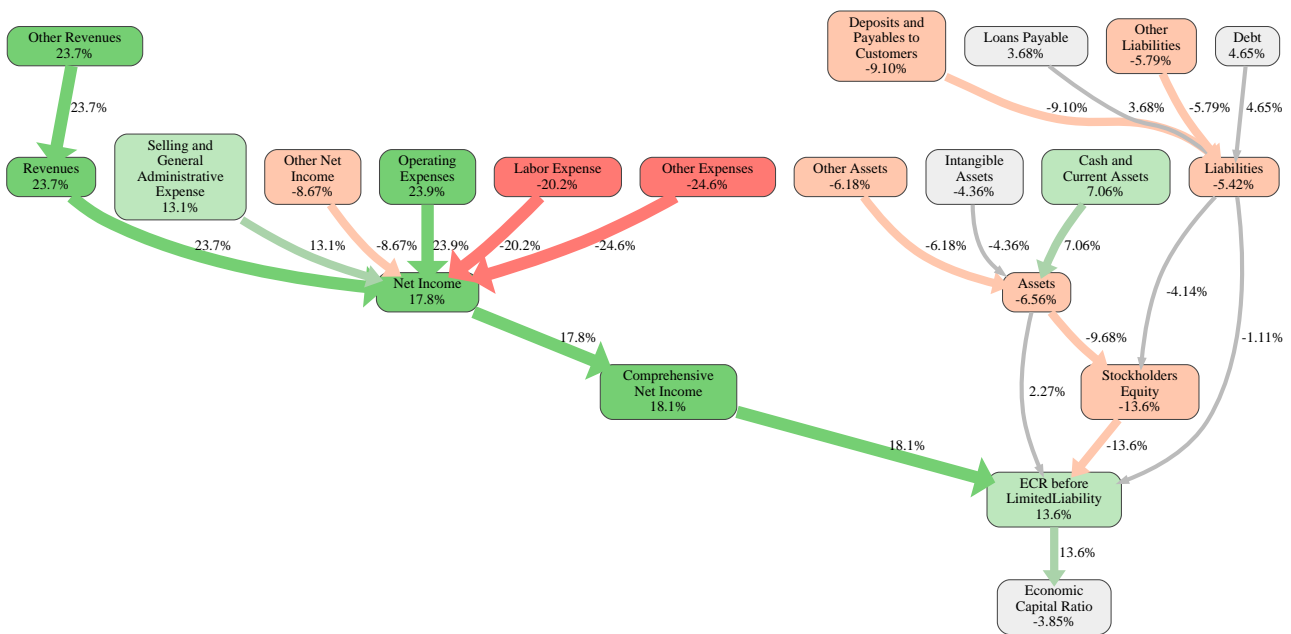 Other Revenues
23.7%
Deposits and
Payables to
Customers
-9.10%
Loans Payable
3.68%
Other
Liabilities
-5.79%
Debt
4.65%
23.7%
-9.10%
3.68%
-5.79%
4.65%
Revenues
23.7%
Selling and
General
Administrative
Expense
13.1%
Other Net
Income
-8.67%
Operating
Expenses
23.9%
Labor Expense
-20.2%
Other Expenses
-24.6%
Other Assets
-6.18%
Intangible
Assets
-4.36%
Cash and
Current Assets
7.06%
Liabilities
-5.42%
23.7%
13.1%
-8.67%
23.9%
-20.2%
-24.6%
-6.18%
-4.36%
7.06%
Net Income
17.8%
Assets
-6.56%
-4.14%
17.8%
-9.68%
-1.11%
Comprehensive
Net Income
18.1%
2.27%
Stockholders
Equity
-13.6%
18.1%
-13.6%
ECR before
LimitedLiability
13.6%
13.6%
Economic
Capital Ratio
-3.85%